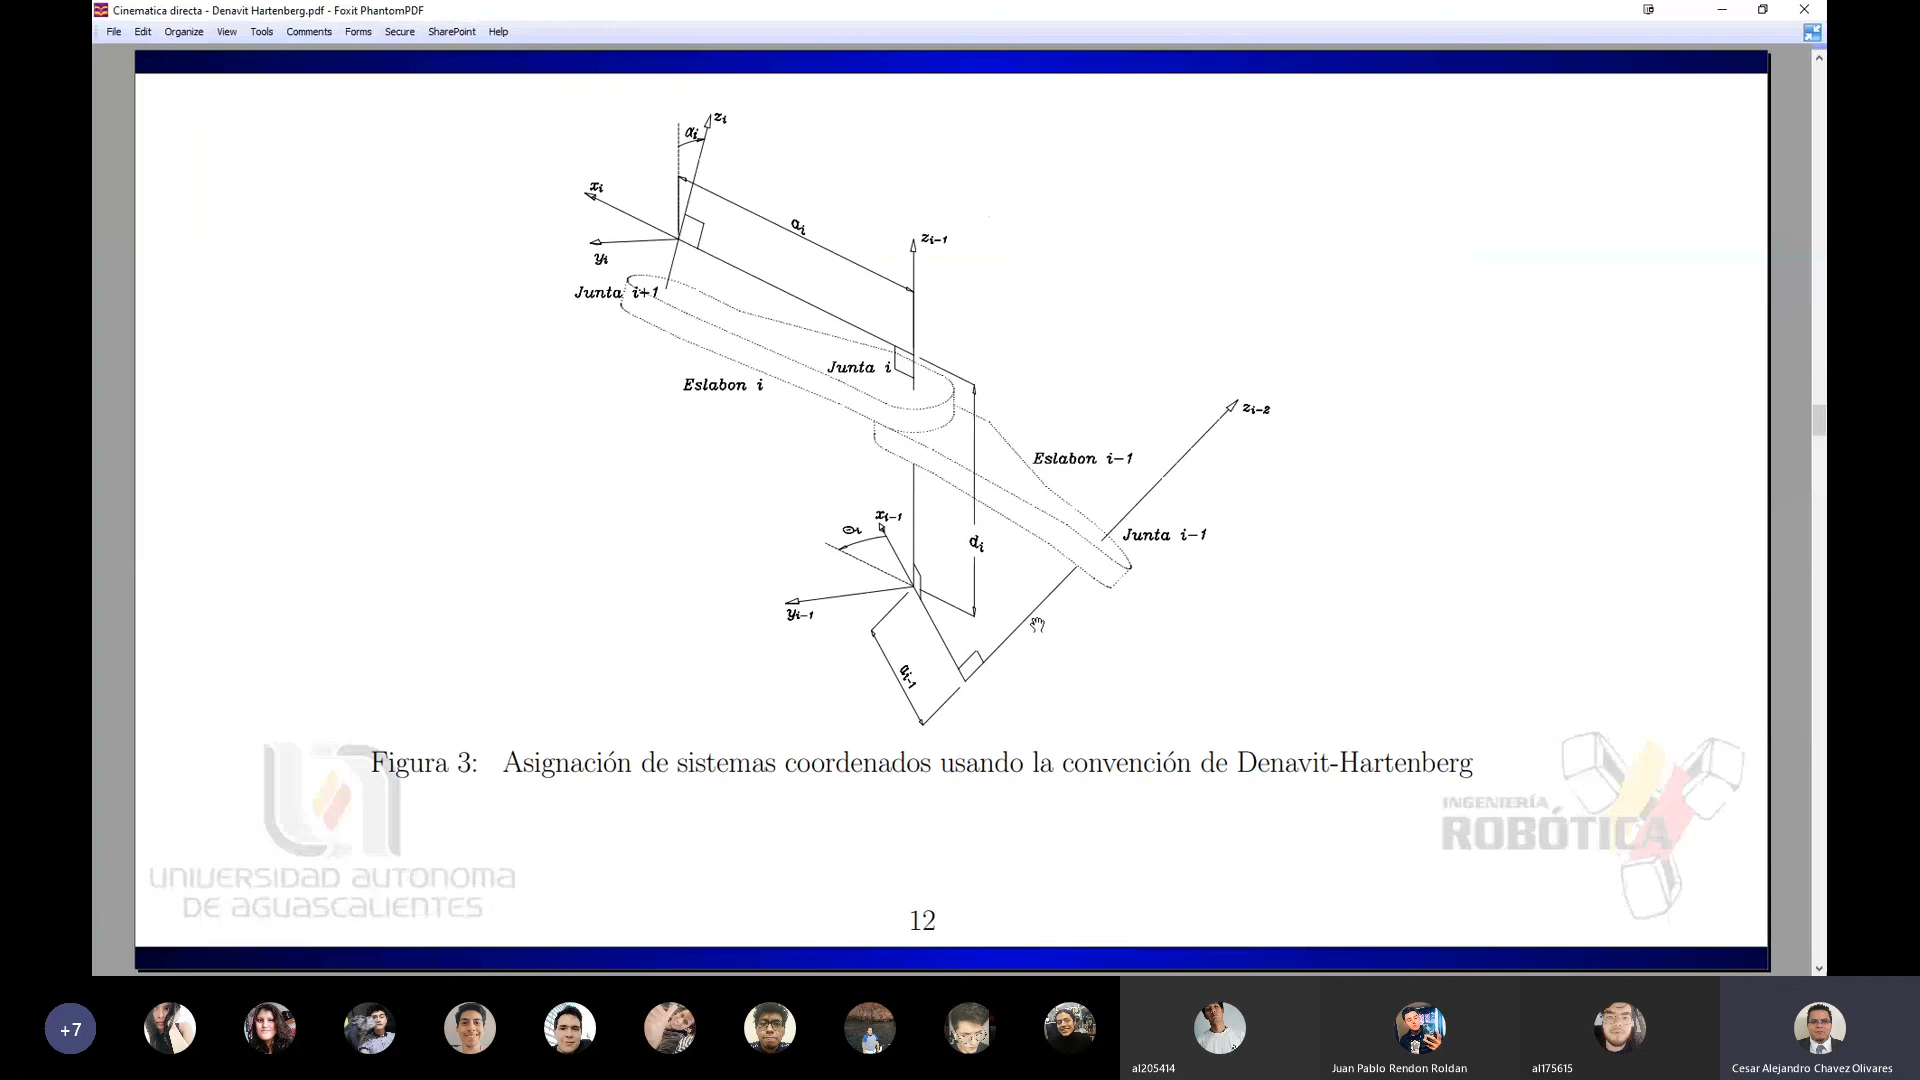 Cinematica directa - Denavit Hartenberg.pdf - Foxit PhantomPDF
File Edit Organize View Tools Comments Forms Secure SharePoint Help
zi
αi
xi
ai
zi-1
yi
Junta i+1
Junta i
Eslabon i
zi-2
Eslabon i-1
xi-1
Θi
Junta i-1
di
yi-1
ai-1
Figura 3: Asignación de sistemas coordenados usando la convención de Denavit-Hartenberg
INGENIERÍA
ROBÓTICA
UNIVERSIDAD AUTONOMA
DE AGUASCALIENTES
12
+7
al205414
Juan Pablo Rendon Roldan
al175615
Cesar Alejandro Chavez Olivares